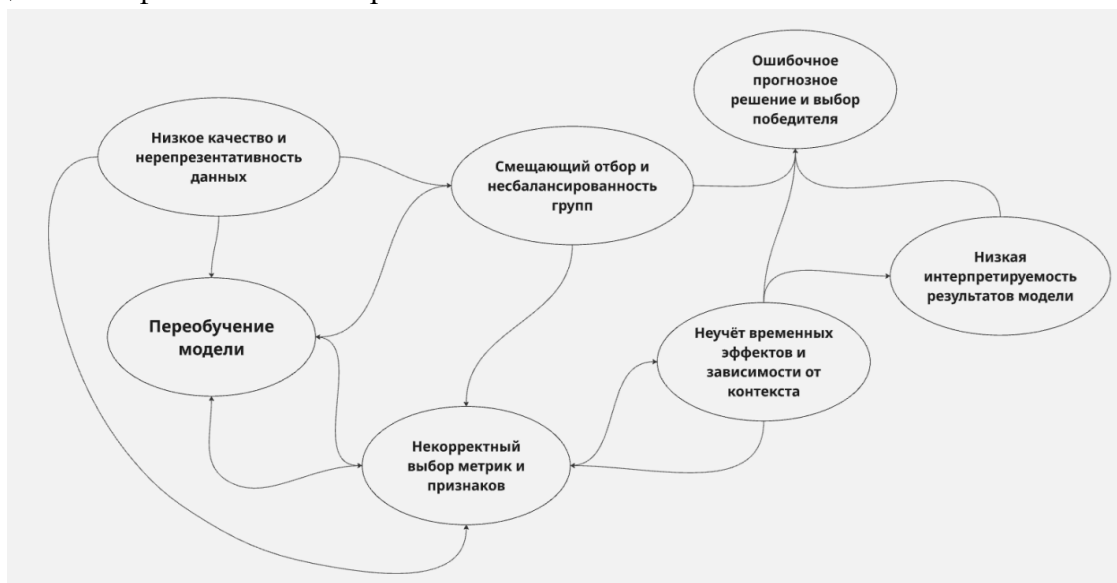 Ошибочное
прогнозное
решение и выбор
победителя
Низкое качество и
нерепрезентативность
данных
Смещающий отбор и
несбалансированность
групп
Низкая
интерпретируемость
результатов модели
Переобучение
модели
Неучёт временных
эффектов и
зависимости от
контекста
Некорректный
выбор метрик и
признаков